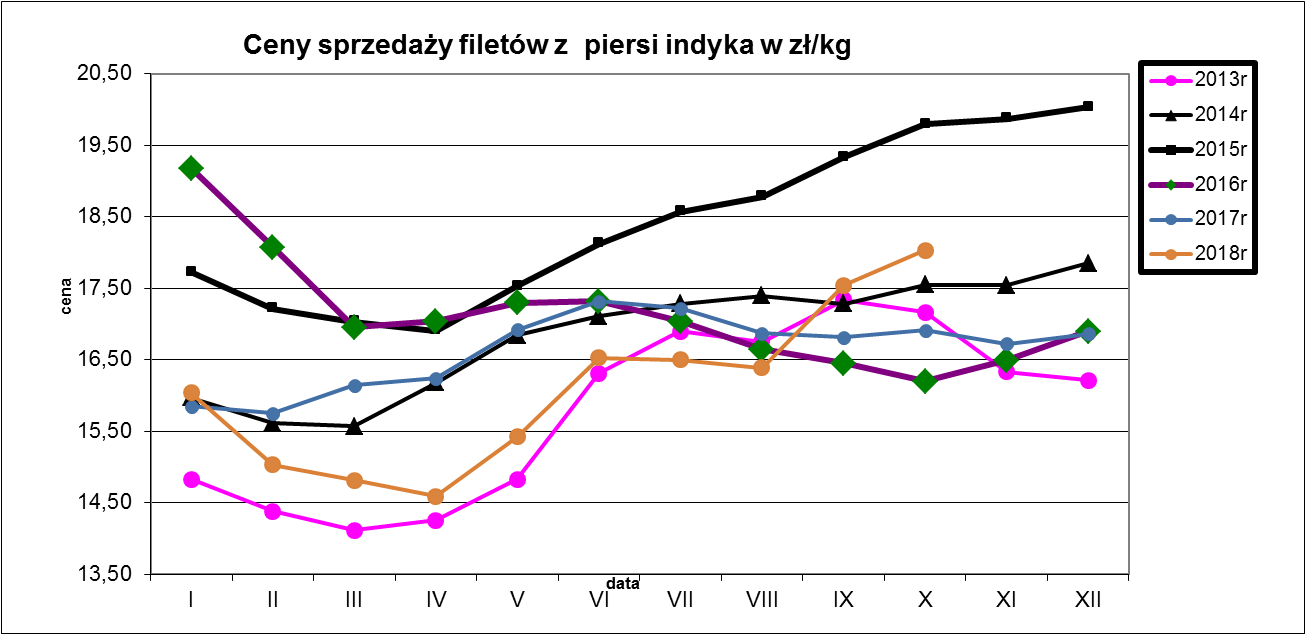 Ceny sprzedaży filetów z piersi indyka w zł/kg
20,50
19,50
18,50
17,50
16,50
15,50
14,50
13,50
cena
data
I II III IV V VI VII VIII IX X XI XII
2013r
2014r
2015r
2016r
2017r
2018r